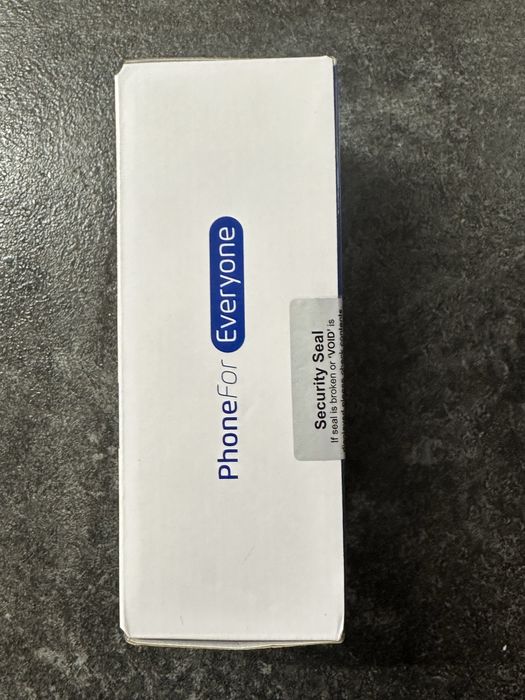 PhoneFor Everyone
Security Seal
If seal is broken or 'VOID' is